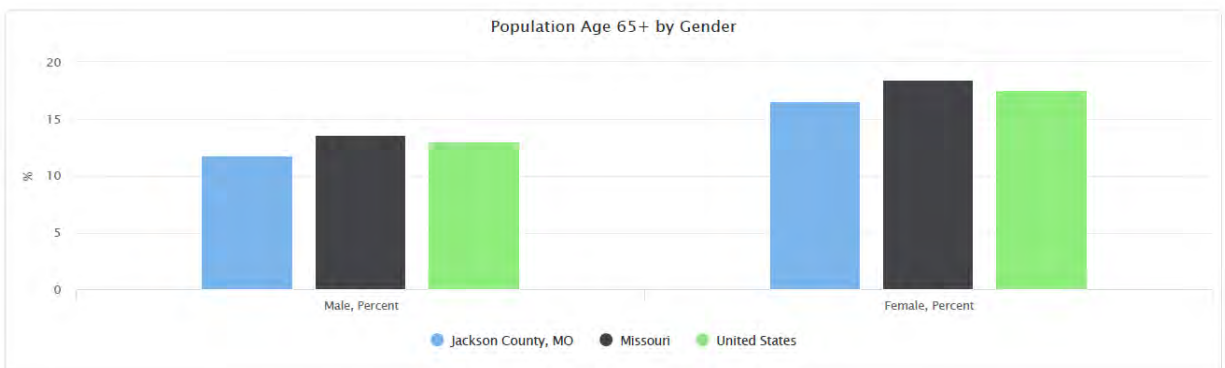 Population Age 65+ by Gender
20
15
10
5
0
%
Male, Percent
Female, Percent
Jackson County, MO
Missouri
United States